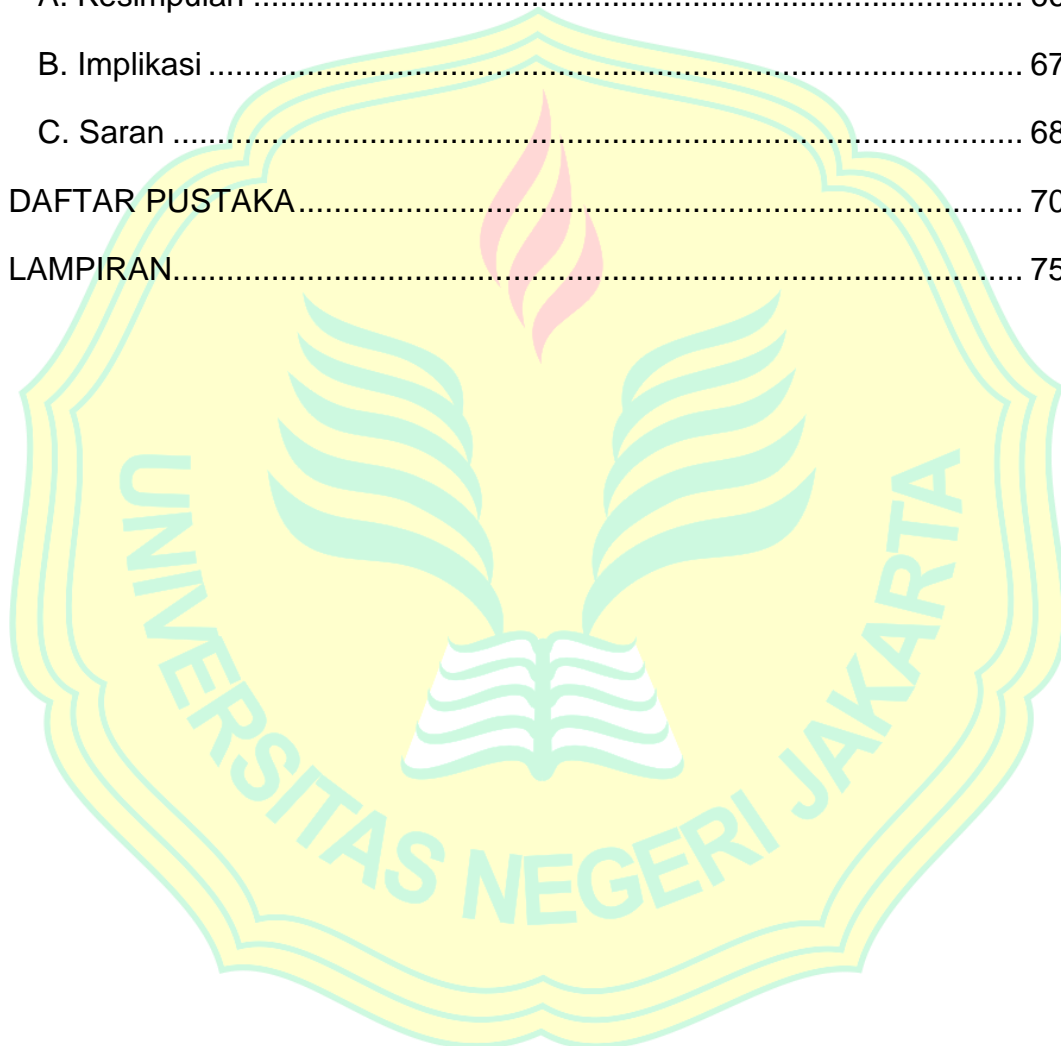 A. Kesimpulan ........................................................................................
B. Implikasi ............................................................................................. 67
C. Saran ................................................................................................. 68
DAFTAR PUSTAKA ................................................................................... 70
LAMPIRAN ................................................................................................. 75
UNIVERSITAS NEGERI JAKARTA